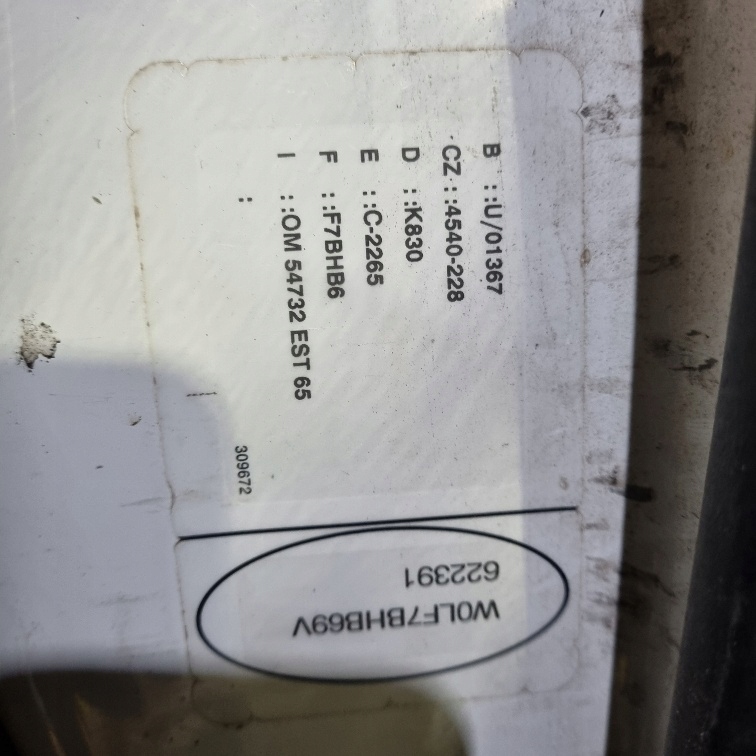 B ::U/01367
CZ ::4540-228
D ::K830
E ::C-2265
F ::F7BHB6
I ::OM 54732 EST 65
:
309672
W0LF7BHB69V
622391